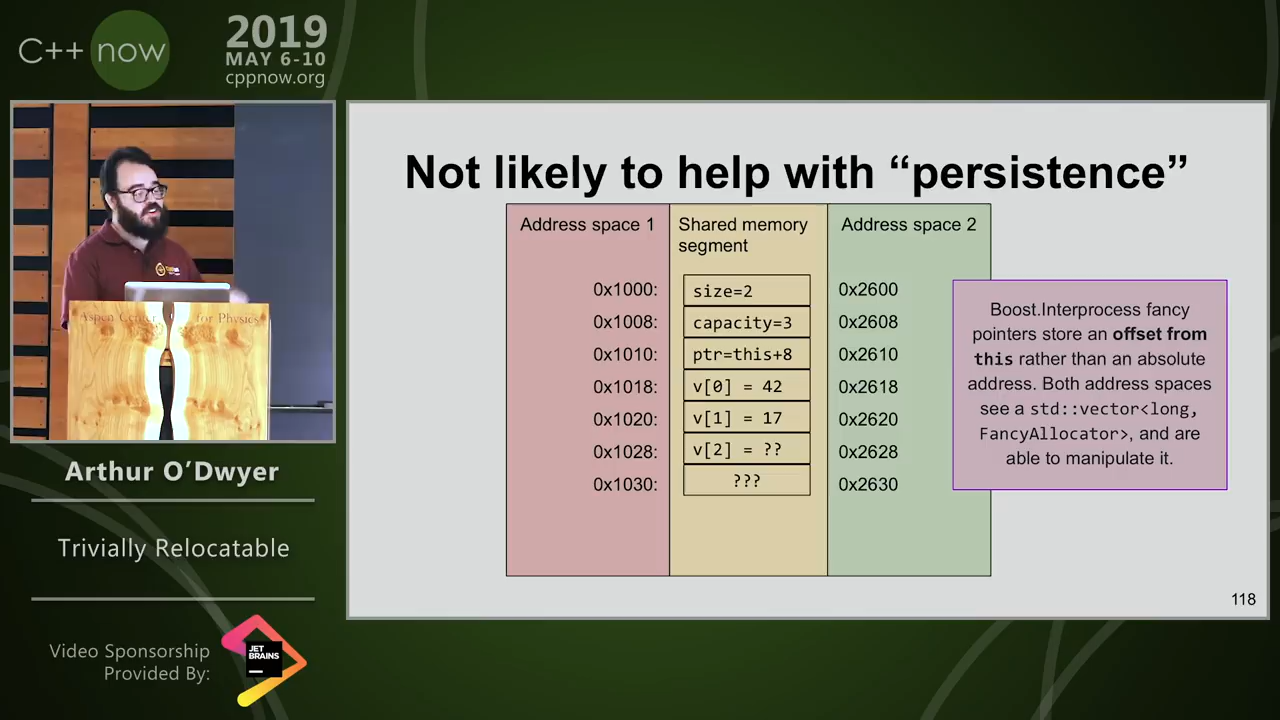 C++ now
2019
MAY 6-10
cppnow.org
Aspen Center for Physics
Arthur O’Dwyer
Trivially Relocatable
Video Sponsorship
Provided By:
JET
BRAINS
Not likely to help with “persistence”
Address space 1
Shared memory
segment
Address space 2
0x1000: size=2 0x2600
0x1008: capacity=3 0x2608
0x1010: ptr=this+8 0x2610
0x1018: v[0] = 42 0x2618
0x1020: v[1] = 17 0x2620
0x1028: v[2] = ?? 0x2628
0x1030: ??? 0x2630
Boost.Interprocess fancy
pointers store an offset from
this rather than an absolute
address. Both address spaces
see a std::vector<long,
FancyAllocator>, and are
able to manipulate it.
118